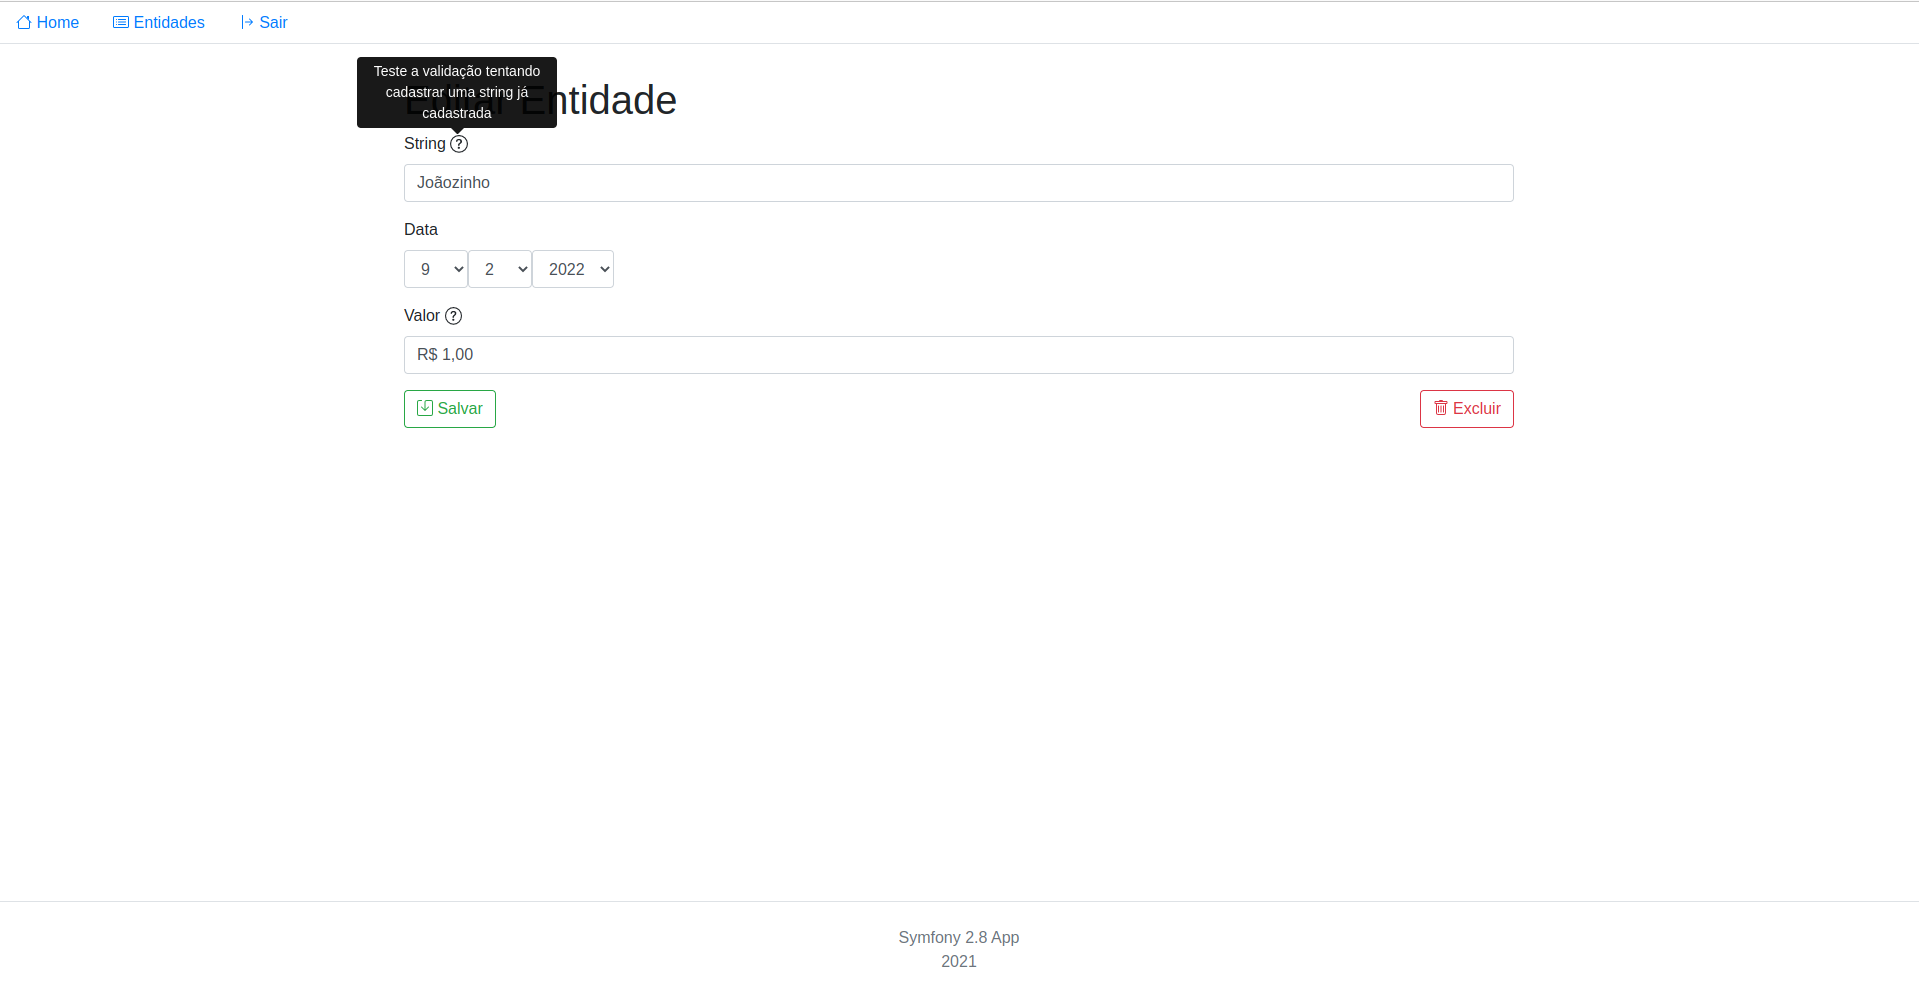 Home Entidades Sair
Teste a validação tentando
cadastrar uma string já
cadastrada
Editar Entidade
String ?
Joãozinho
Data
9 2 2022
Valor ?
R$ 1,00
Salvar Excluir
Symfony 2.8 App
2021